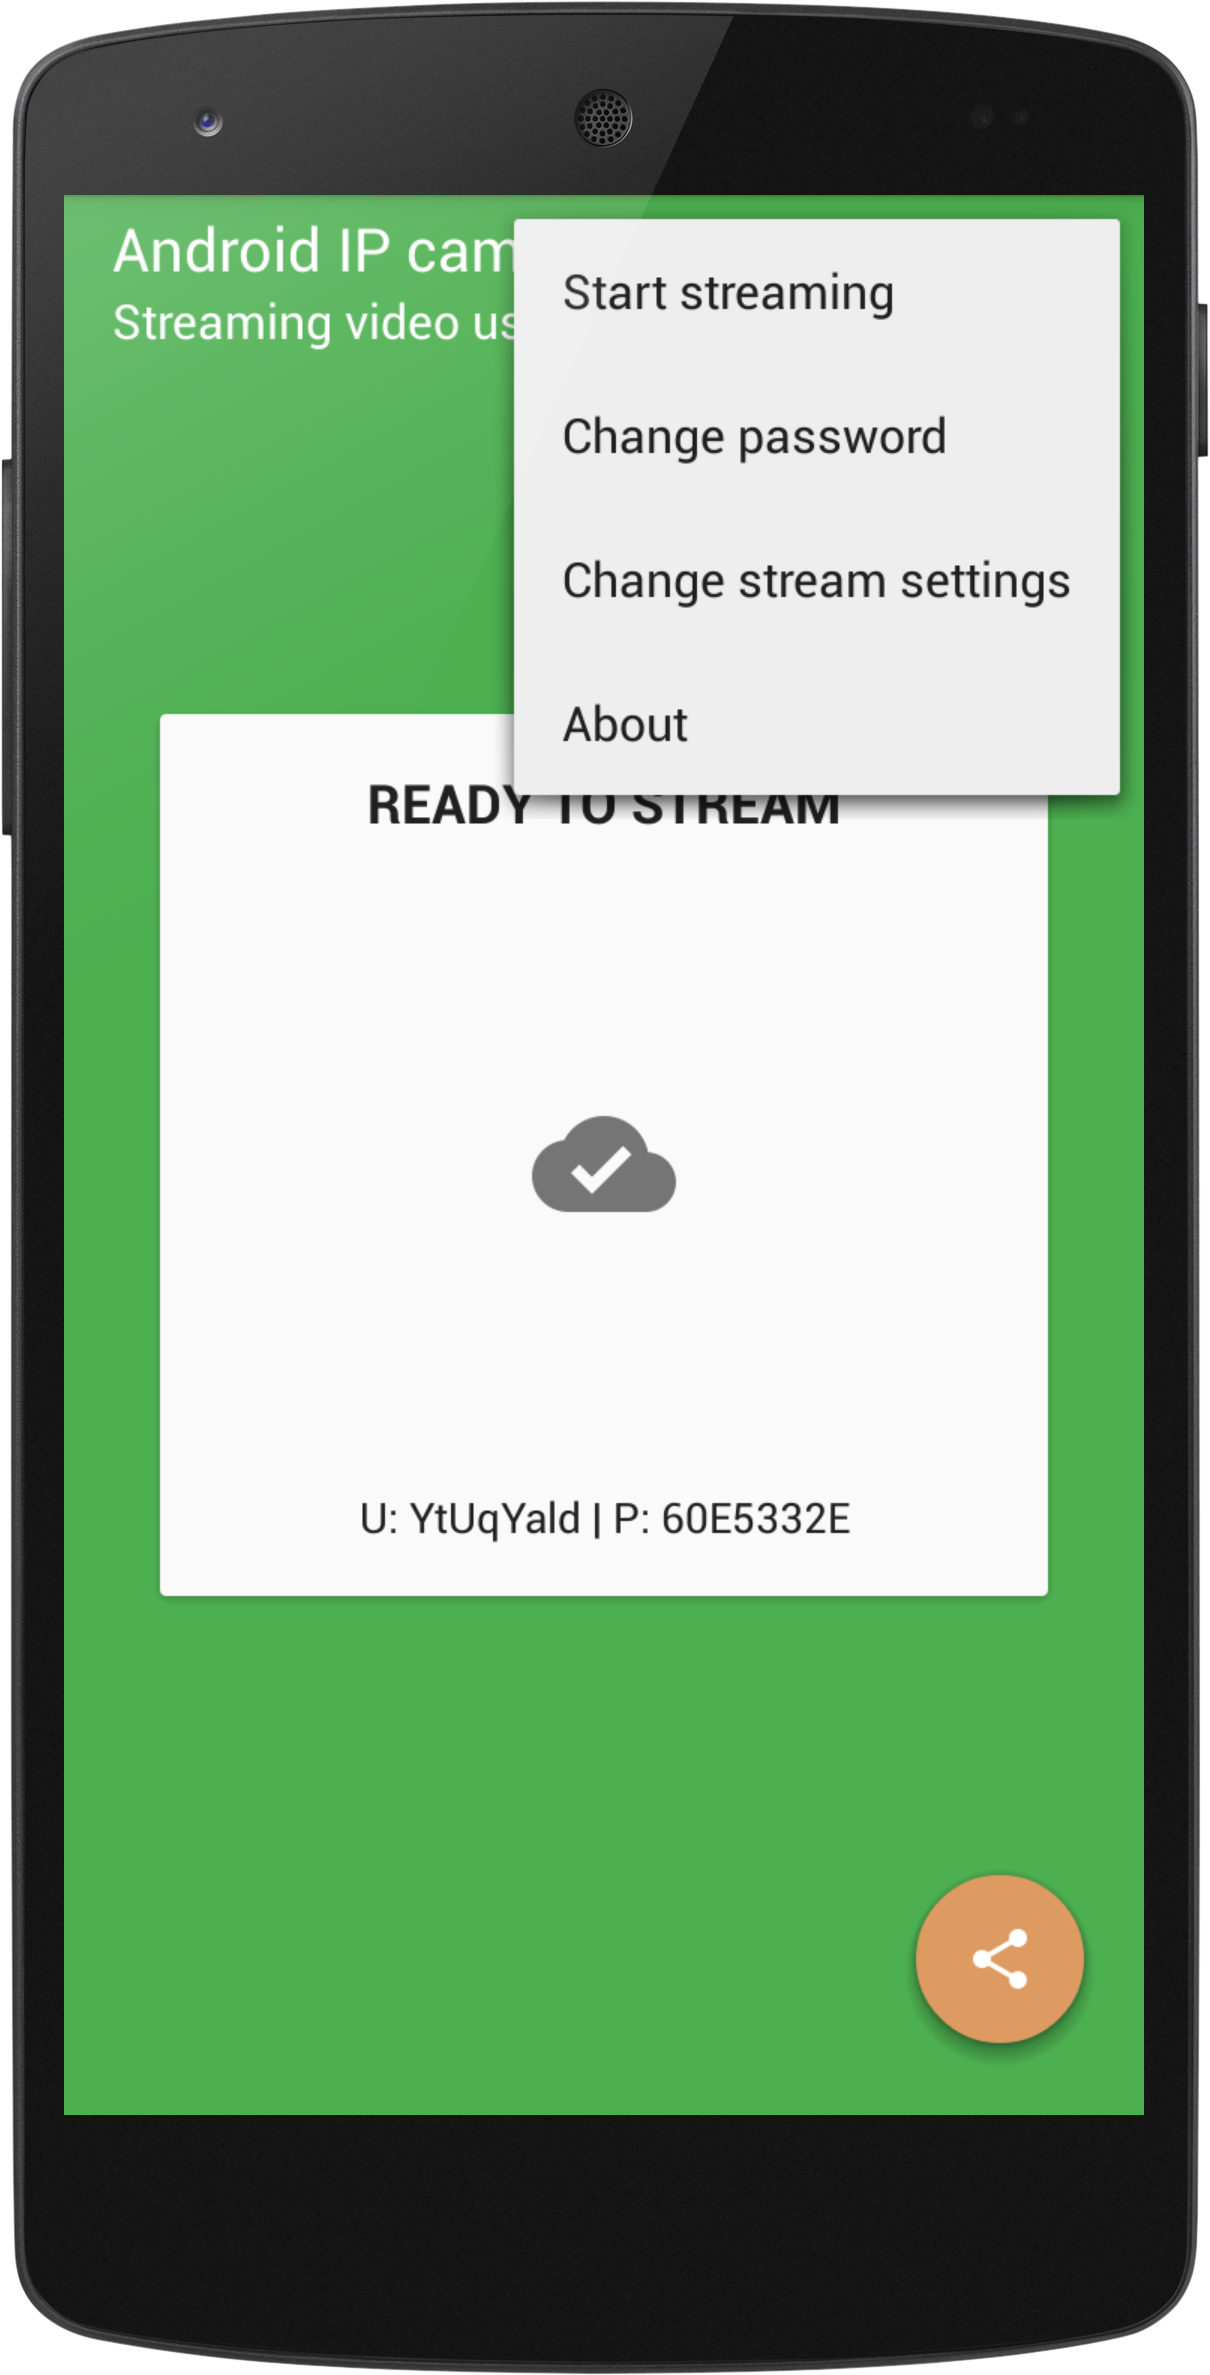 Android IP cam
Streaming video us
Start streaming
Change password
Change stream settings
About
READY TO STREAM
U: YtUqYald | P: 60E5332E